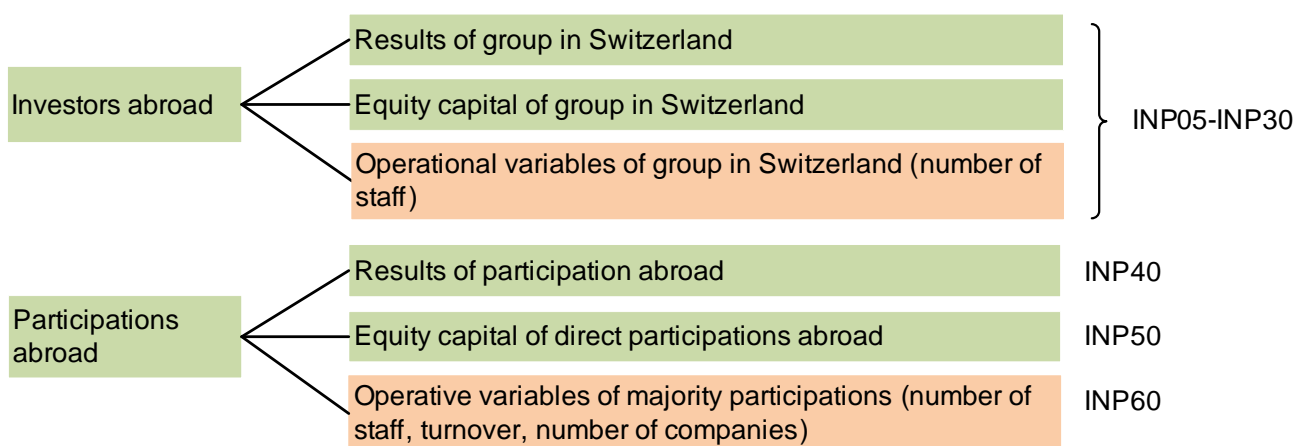 Investors abroad
Results of group in Switzerland
Equity capital of group in Switzerland
Operational variables of group in Switzerland (number of
staff)
INP05-INP30
Participations
abroad
Results of participation abroad
INP40
Equity capital of direct participations abroad
INP50
Operative variables of majority participations (number of
staff, turnover, number of companies)
INP60